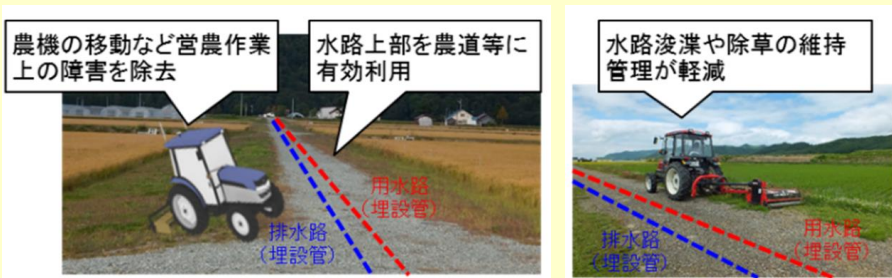 農機の移動など営農作業
上の障害を除去
水路上部を農道等に
有効利用
用水路
(埋設管)
排水路
(埋設管)
水路浚渫や除草の維持
管理が軽減
排水路
(埋設管)
用水路
(埋設管)